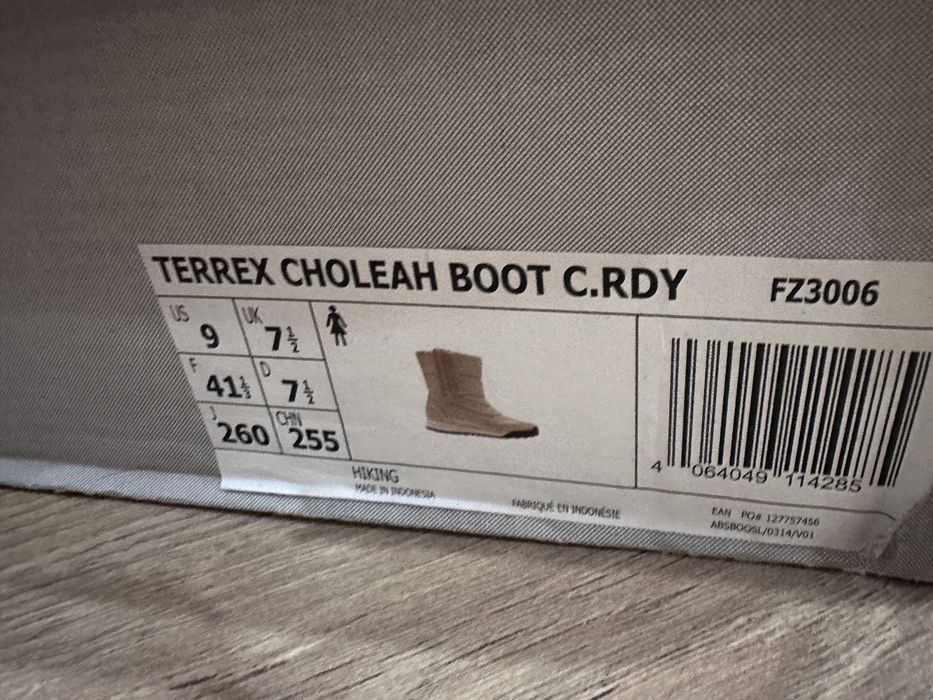 TERREX CHOLEAH BOOT C.RDY FZ3006
US 9 UK 7½
F 41⅓ D 7½
J 260 CHN 255
HIKING
MADE IN INDONESIA
FABRIQUÉ EN INDONÉSIE
4 064049 114285
EAN PO# 127757456
ABSBOOSL/0314/V01